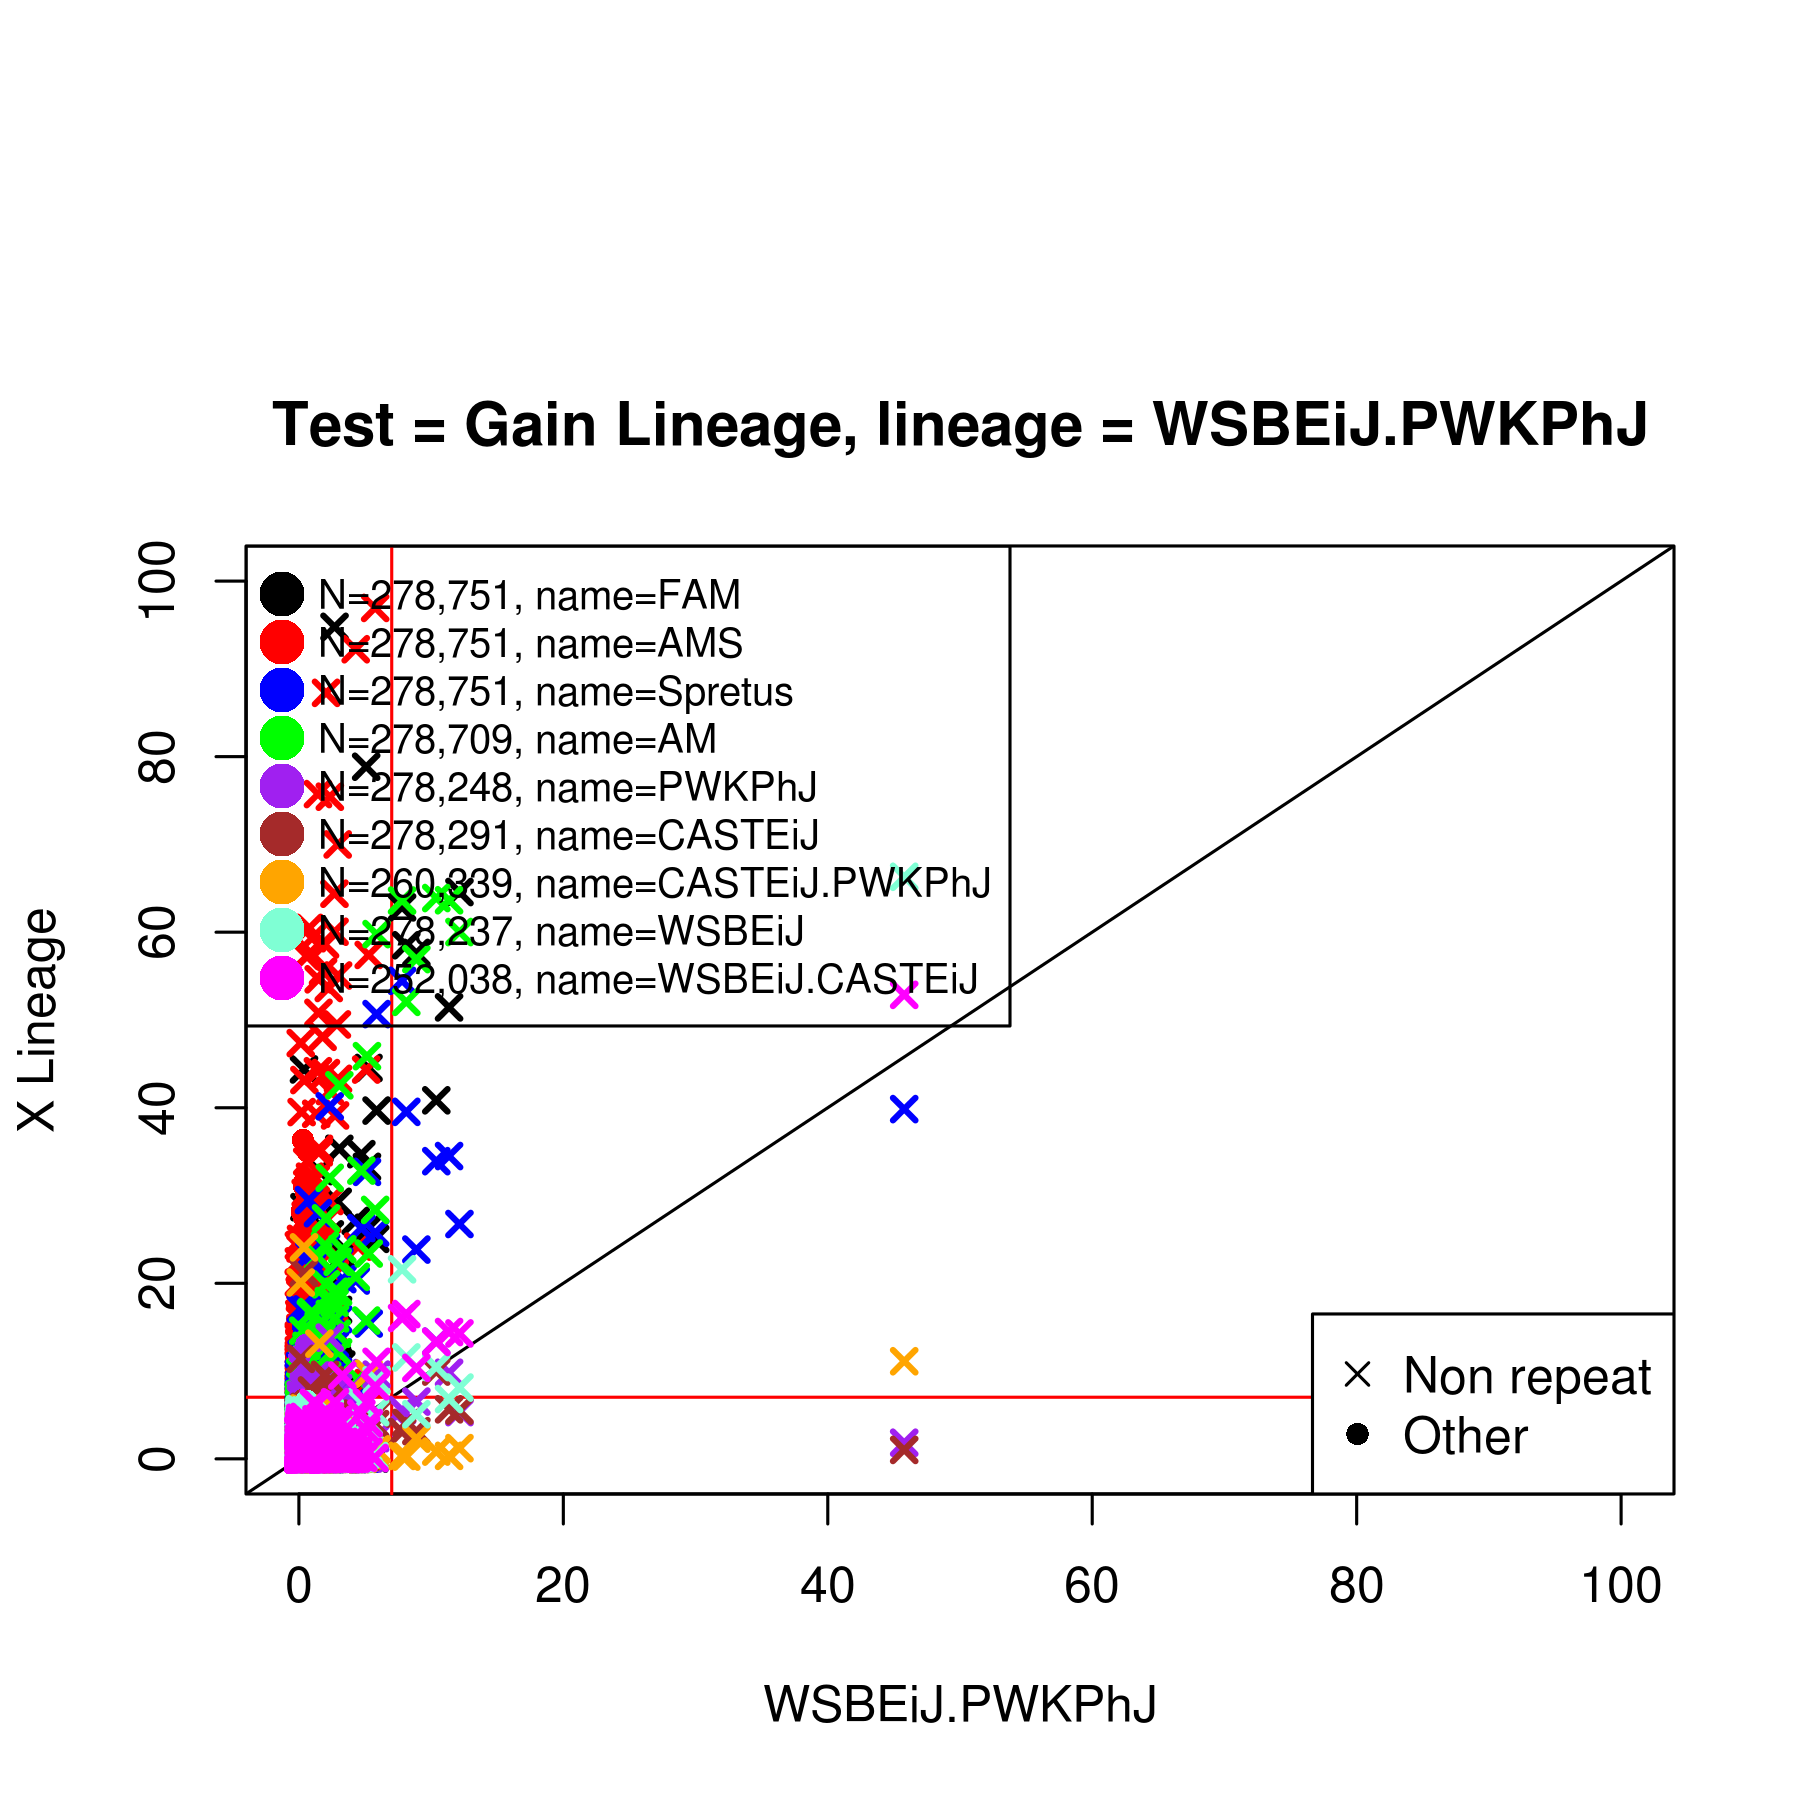 Test = Gain Lineage, lineage = WSBEiJ.PWKPhJ
X Lineage
100
80
60
40
20
0
N=278,751, name=FAM
N=278,751, name=AMS
N=278,751, name=Spretus
N=278,709, name=AM
N=278,248, name=PWKPhJ
N=278,291, name=CASTEiJ
N=260,339, name=CASTEiJ.PWKPhJ
N=278,237, name=WSBEiJ
N=252,038, name=WSBEiJ.CASTEiJ
Non repeat
Other
0 20 40 60 80 100
WSBEiJ.PWKPhJ